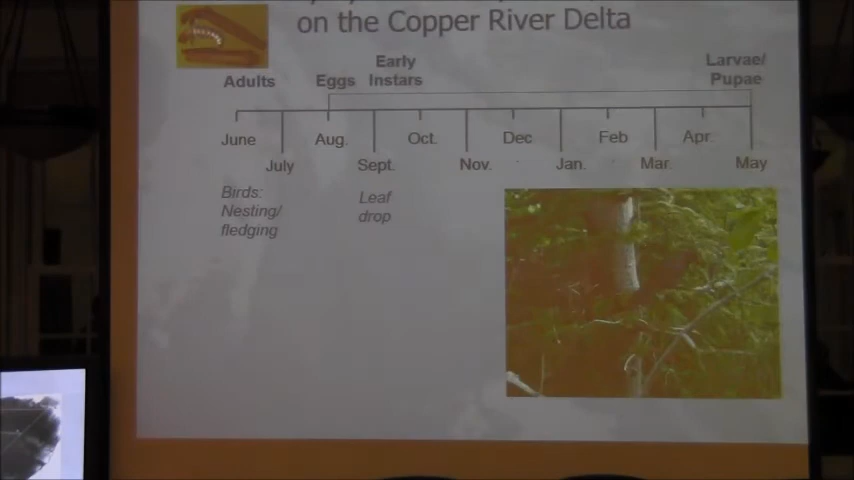 on the Copper River Delta
Early
Larvae/
Adults
Eggs
Instars
Pupae
June
Aug.
Oct.
Dec
Feb
Apr.
July
Sept.
Nov.
Jan.
Mar.
May
Birds:
Nesting/
fledging
Leaf
drop